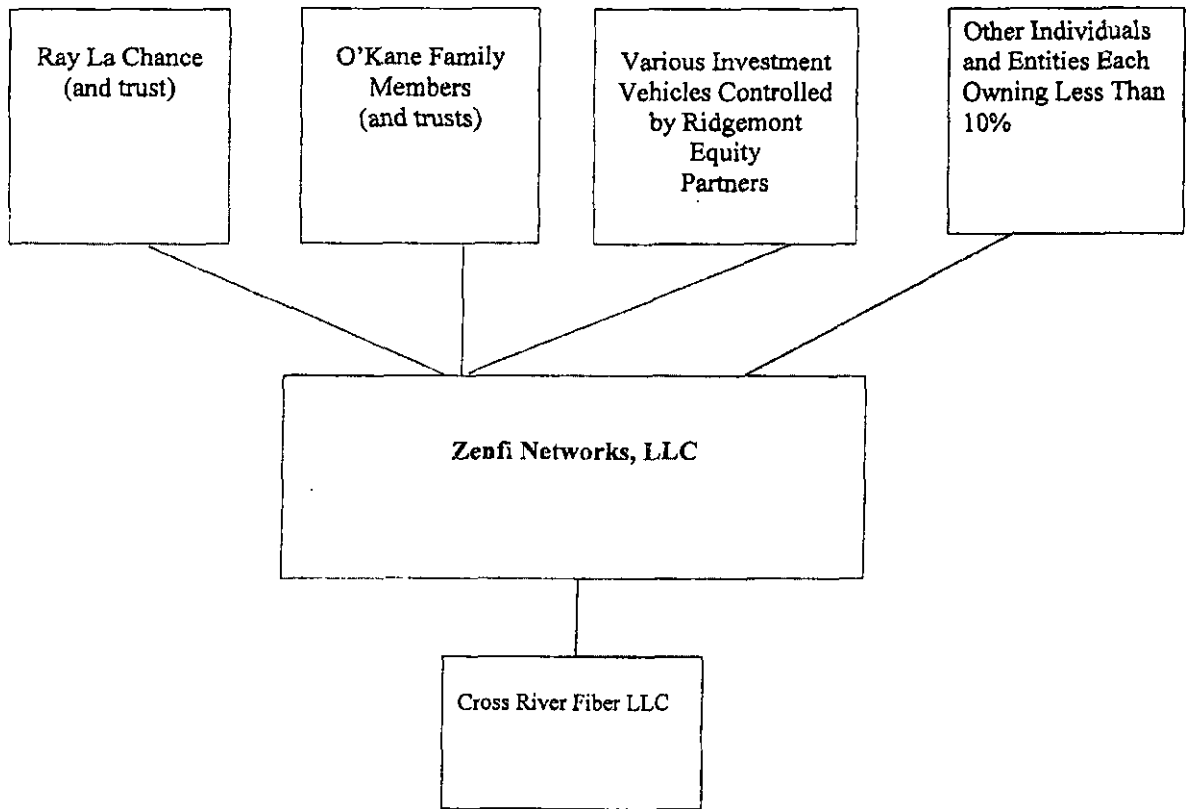 Ray La Chance
(and trust)
O'Kane Family
Members
(and trusts)
Various Investment
Vehicles Controlled
by Ridgemont
Equity
Partners
Other Individuals
and Entities Each
Owning Less Than
10%
Zenfi Networks, LLC
Cross River Fiber LLC